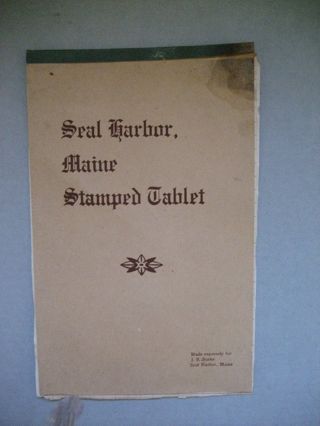 Seal Harbor,
Maine
Stamped Tablet
Made expressly for
Seal Harbor, Maine